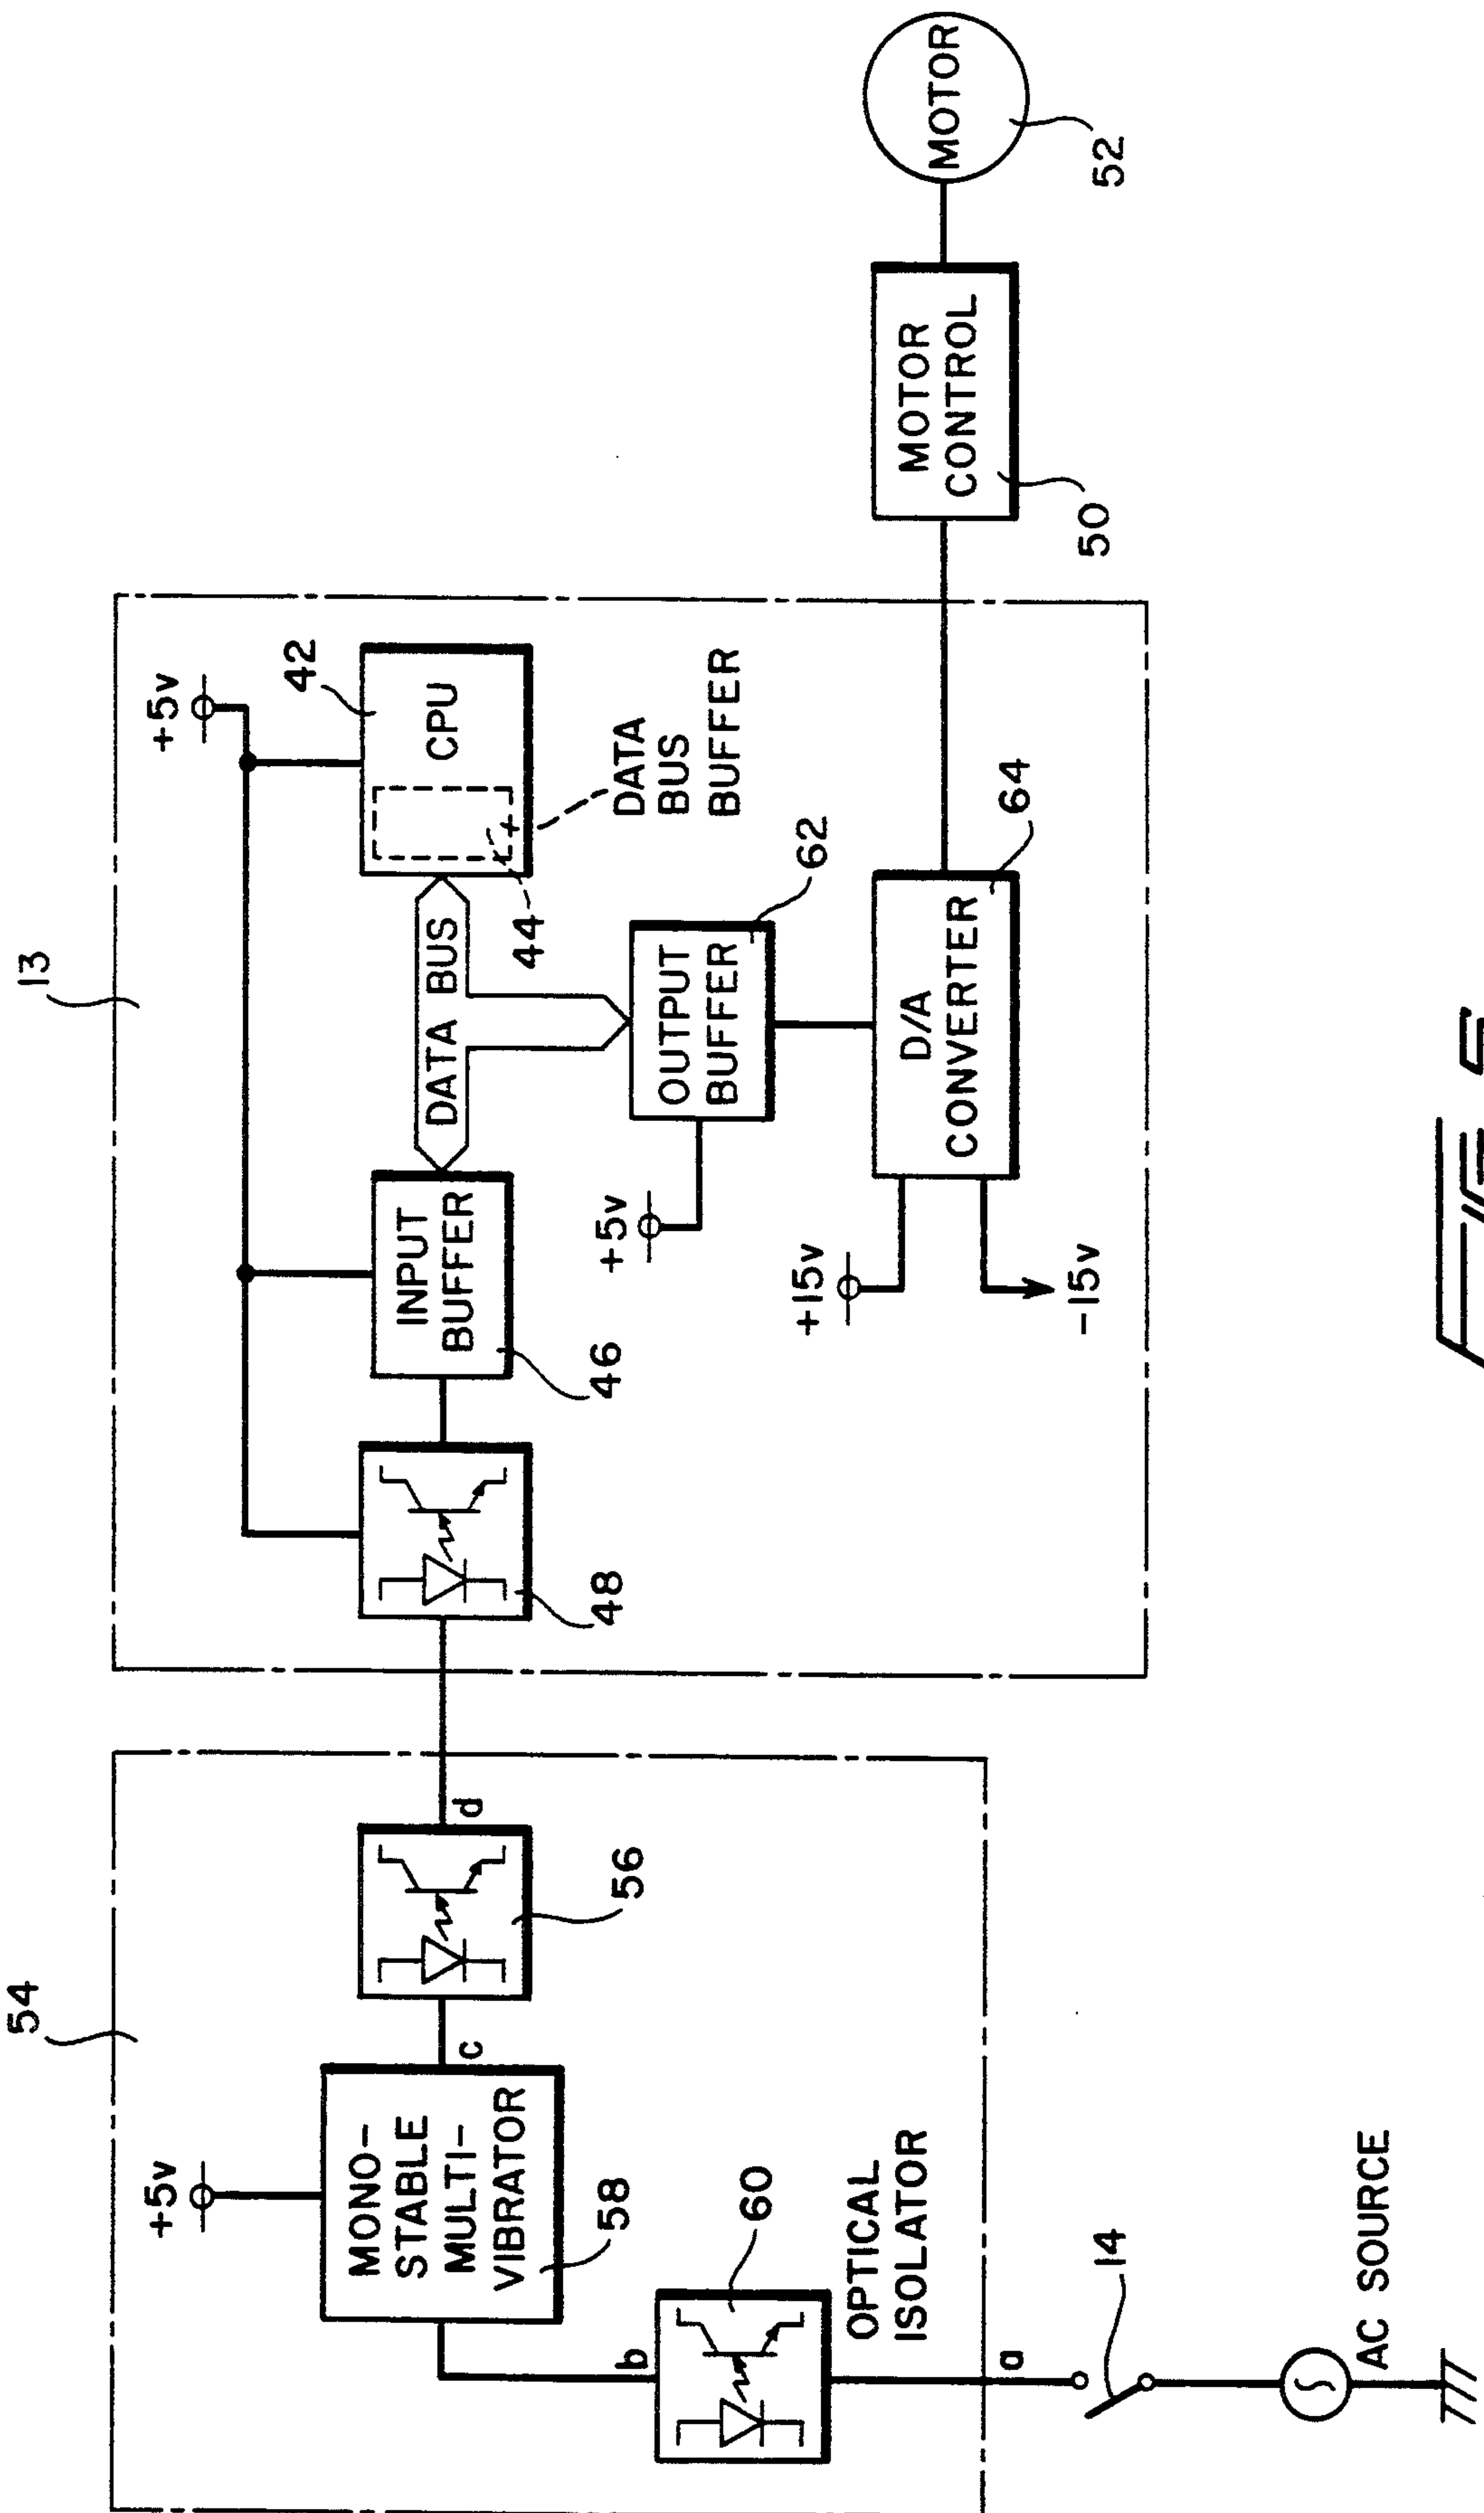 54
13
+5v
+5v
42
MONO-
STABLE
MULTI-
VIBRATOR
58
c
56
d
48
INPUT
BUFFER
46
DATA BUS
CPU
44
DATA
BUS
BUFFER
b
60
OPTICAL
ISOLATOR
+5v
OUTPUT
BUFFER
62
+15v
-15v
D/A
CONVERTER
64
MOTOR
CONTROL
50
MOTOR
52
a
14
AC SOURCE